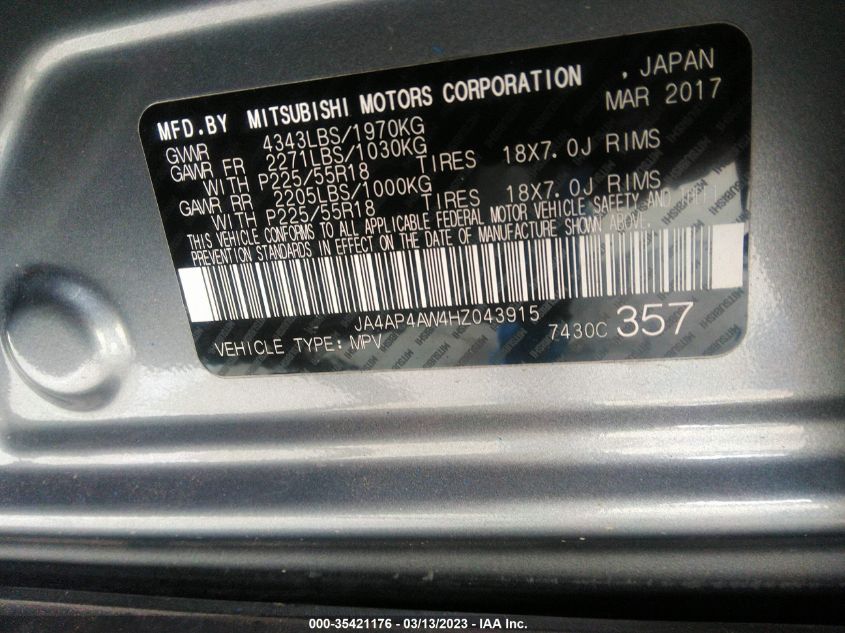 MFD.BY MITSUBISHI MOTORS CORPORATION , JAPAN
MAR 2017
GVWR 4343LBS/1970KG
GAWR FR 2271LBS/1030KG
WITH P225/55R18 TIRES 18X7.0J RIMS
GAWR RR 2205LBS/1000KG
WITH P225/55R18 TIRES 18X7.0J RIMS
THIS VEHICLE CONFORMS TO ALL APPLICABLE FEDERAL MOTOR VEHICLE SAFETY AND THEFT
PREVENTION STANDARDS IN EFFECT ON THE DATE OF MANUFACTURE SHOWN ABOVE.
JA4AP4AW4HZ043915 7430C 357
VEHICLE TYPE: MPV
000-35421176 — 03/13/2023 — IAA Inc.